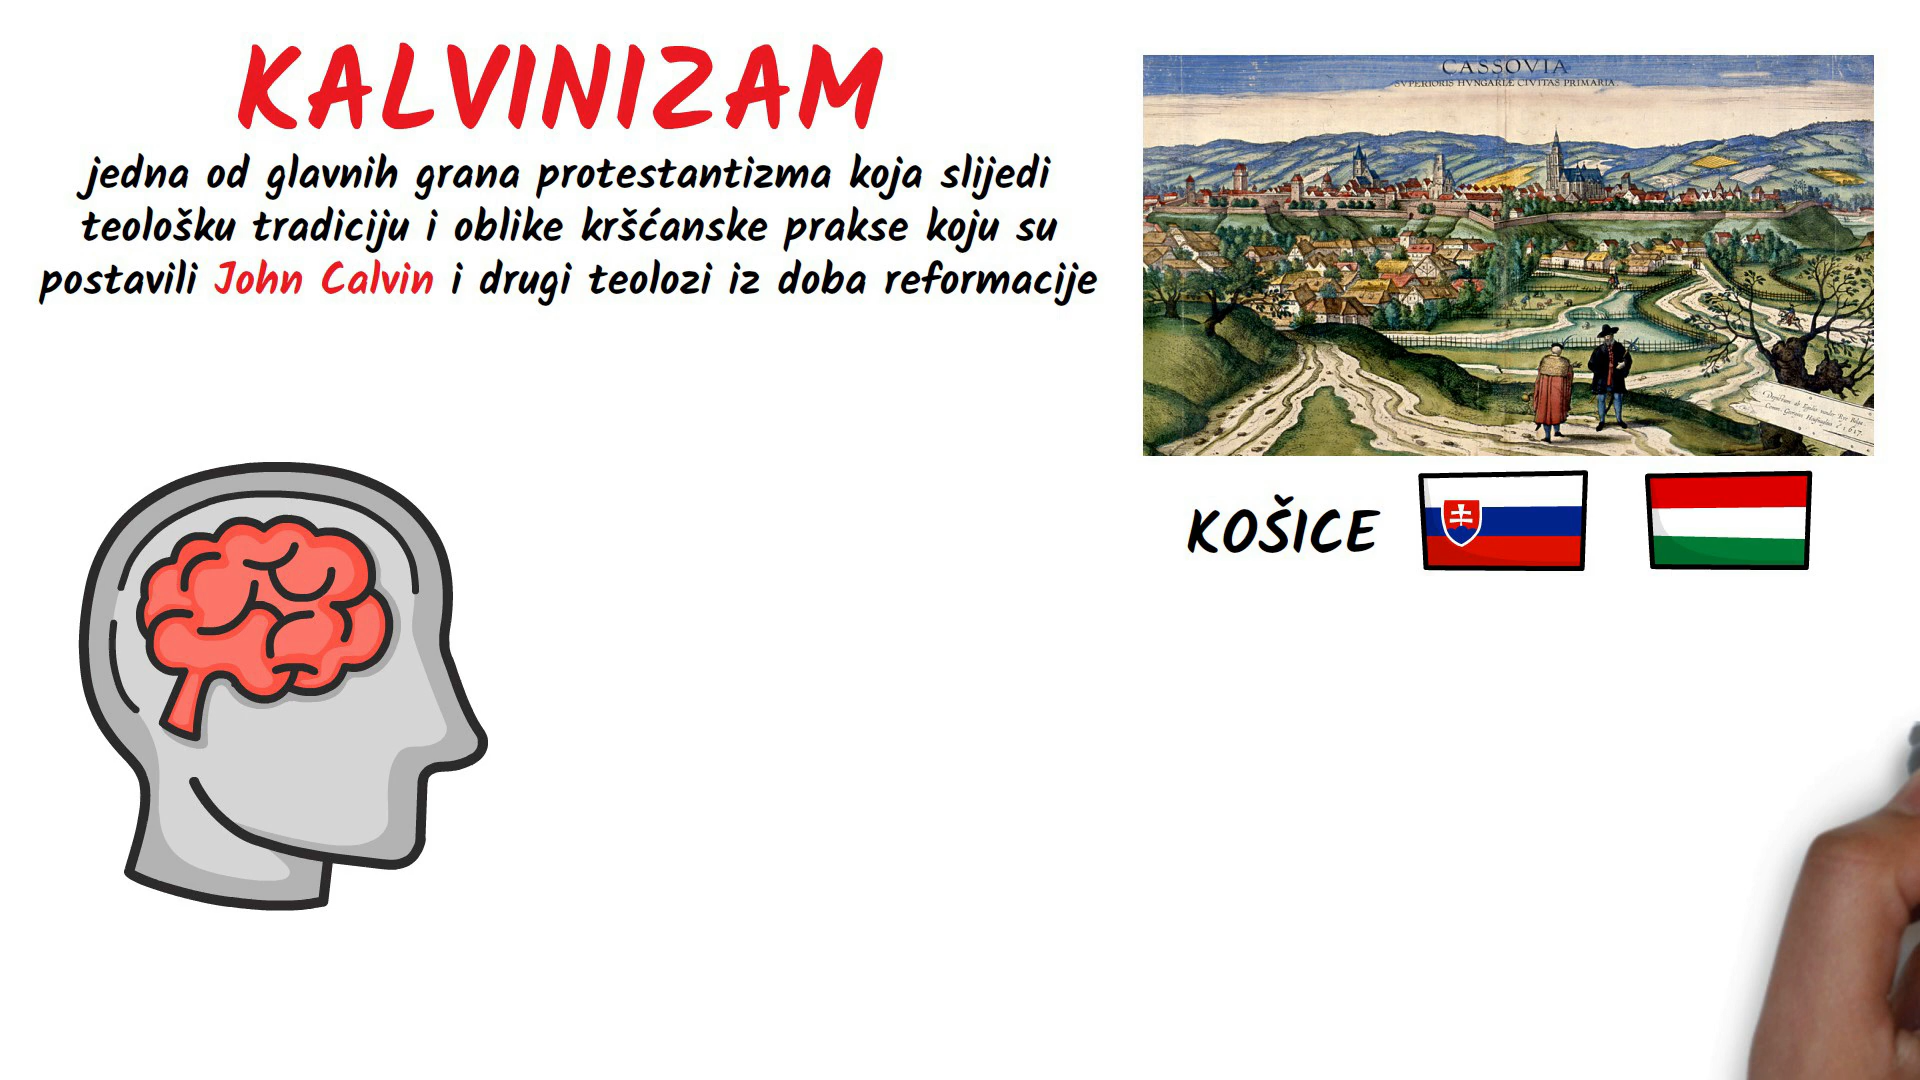 KALVINIZAM
jedna od glavnih grana protestantizma koja slijedi
teološku tradiciju i oblike kršćanske prakse koju su
postavili John Calvin i drugi teolozi iz doba reformacije
CASSOVIA
SVPERIORIS HVNGARIÆ CIVITAS PRIMARIA
KOŠICE